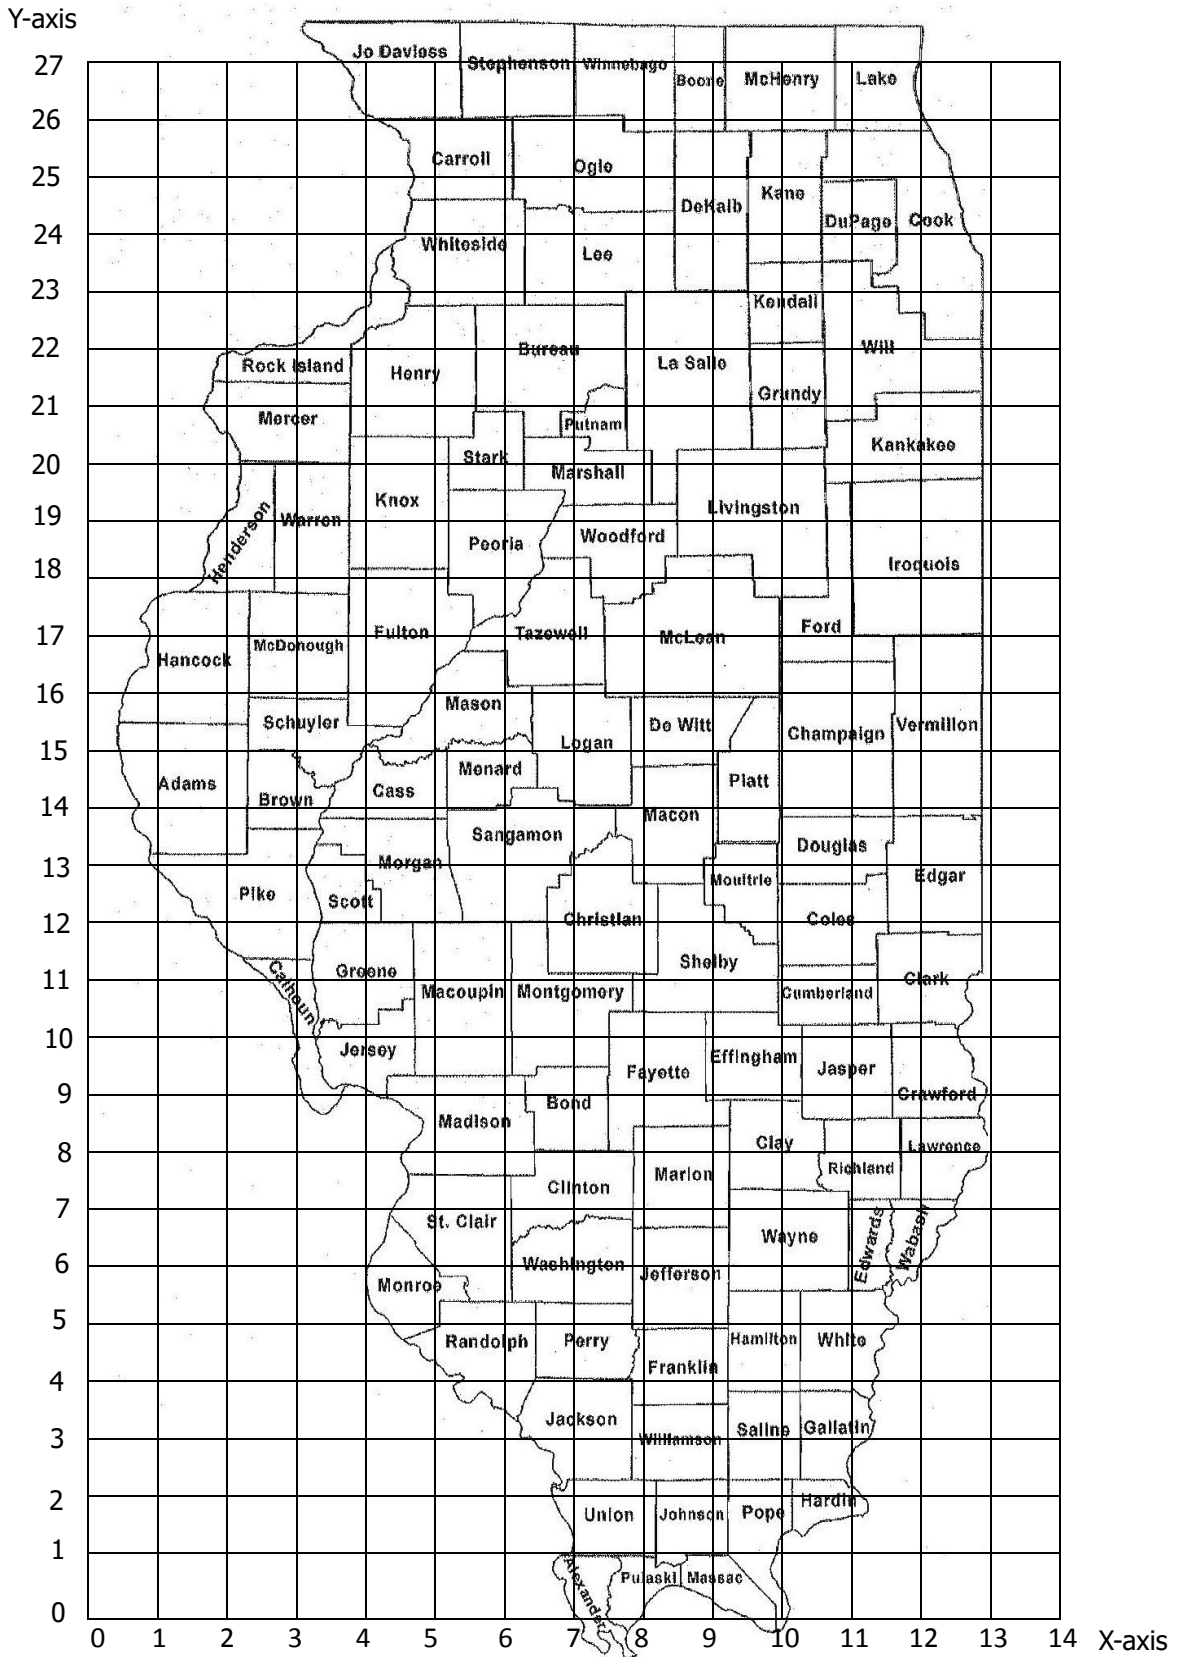 Y-axis
Jo Daviess Stephenson Winnebago Boone McHenry Lake
27
26
Carroll Ogle
25
DeKalb Kane DuPage Cook
24
Whiteside Lee
23
Kendall
22
Rock Island Henry Bureau La Salle Will
Grundy
21
Mercer Putnam
Kankakee
20
Stark Marshall
Knox
19
Henderson Warren Peoria Woodford Livingston
18
Iroquois
17
Hancock McDonough Fulton Tazewell McLean Ford
16
Schuyler Mason Logan De Witt Champaign Vermilion
15
Adams Brown Cass Menard Piatt
14
Sangamon Macon
Douglas
13
Pike Scott Morgan Moultrie Edgar
12
Christian Coles
11
Calhoun Greene Macoupin Montgomery Shelby Cumberland Clark
10
Jersey Fayette Effingham Jasper
9
Madison Bond Crawford
8
Clay Lawrence
Clinton Marion Richland
7
St. Clair Washington Wayne Edwards Wabash
6
Monroe Jefferson
5
Randolph Perry Hamilton White
4
Franklin
3
Jackson Williamson Saline Gallatin
2
Union Johnson Pope Hardin
1
Alexander Pulaski Massac
0
0 1 2 3 4 5 6 7 8 9 10 11 12 13 14 X-axis